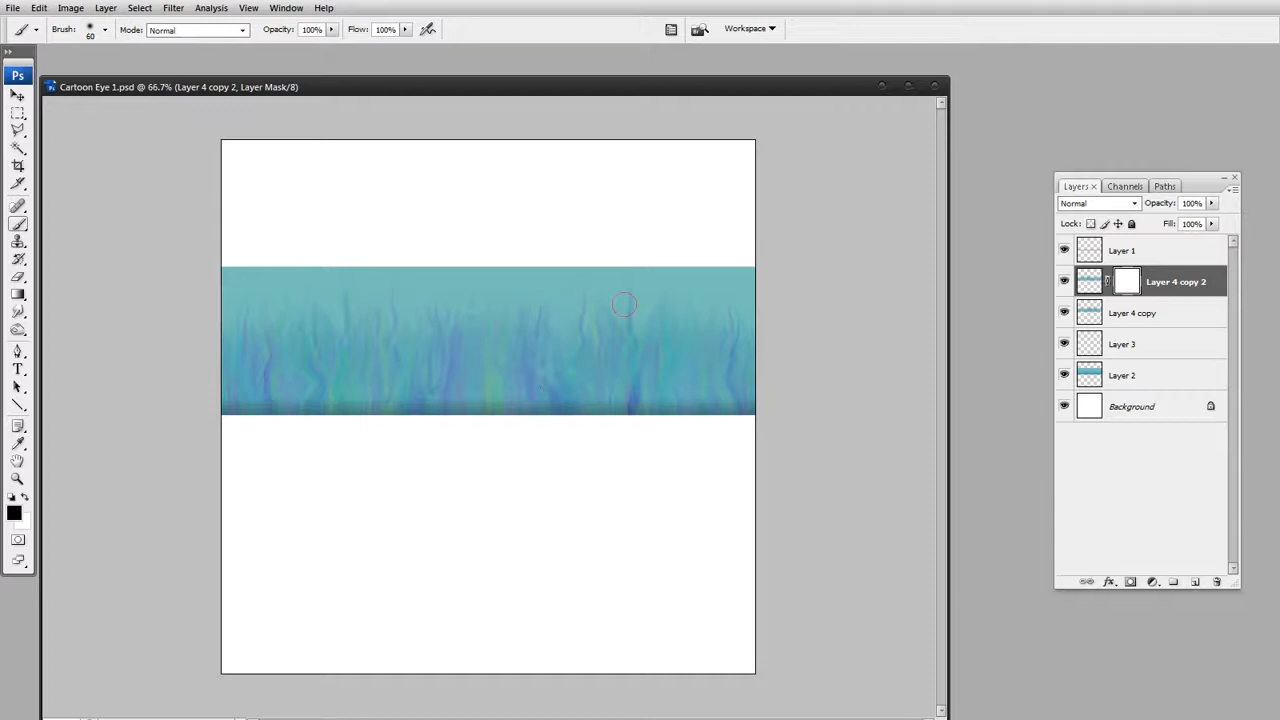 File Edit Image Layer Select Filter Analysis View Window Help
Brush: 60 Mode: Normal Opacity: 100% Flow: 100% Workspace
Ps
Cartoon Eye 1.psd @ 66.7% (Layer 4 copy 2, Layer Mask/8)
T
Layers x Channels Paths
Normal Opacity: 100%
Lock: Fill: 100%
Layer 1
Layer 4 copy 2
Layer 4 copy
Layer 3
Layer 2
Background
fx